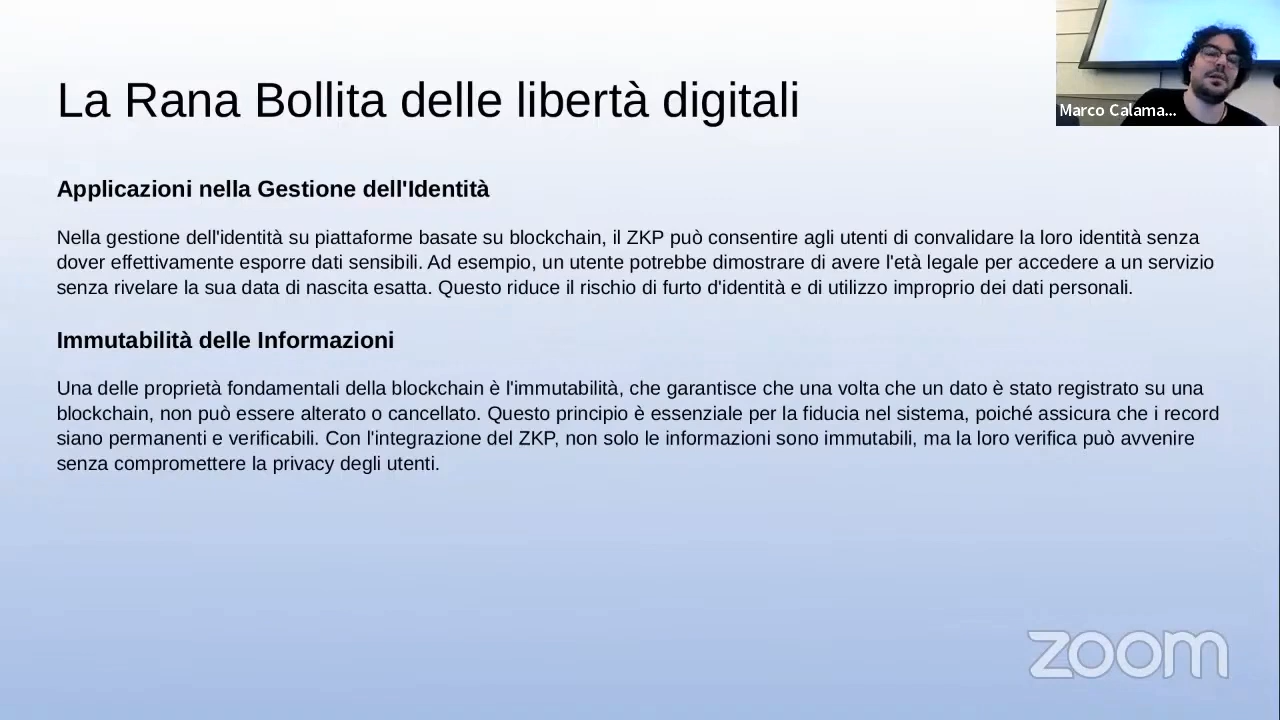 La Rana Bollita delle libertà digitali
Marco Calama...
Applicazioni nella Gestione dell'Identità
Nella gestione dell'identità su piattaforme basate su blockchain, il ZKP può consentire agli utenti di convalidare la loro identità senza
dover effettivamente esporre dati sensibili. Ad esempio, un utente potrebbe dimostrare di avere l'età legale per accedere a un servizio
senza rivelare la sua data di nascita esatta. Questo riduce il rischio di furto d'identità e di utilizzo improprio dei dati personali.
Immutabilità delle Informazioni
Una delle proprietà fondamentali della blockchain è l'immutabilità, che garantisce che una volta che un dato è stato registrato su una
blockchain, non può essere alterato o cancellato. Questo principio è essenziale per la fiducia nel sistema, poiché assicura che i record
siano permanenti e verificabili. Con l'integrazione del ZKP, non solo le informazioni sono immutabili, ma la loro verifica può avvenire
senza compromettere la privacy degli utenti.
zoom